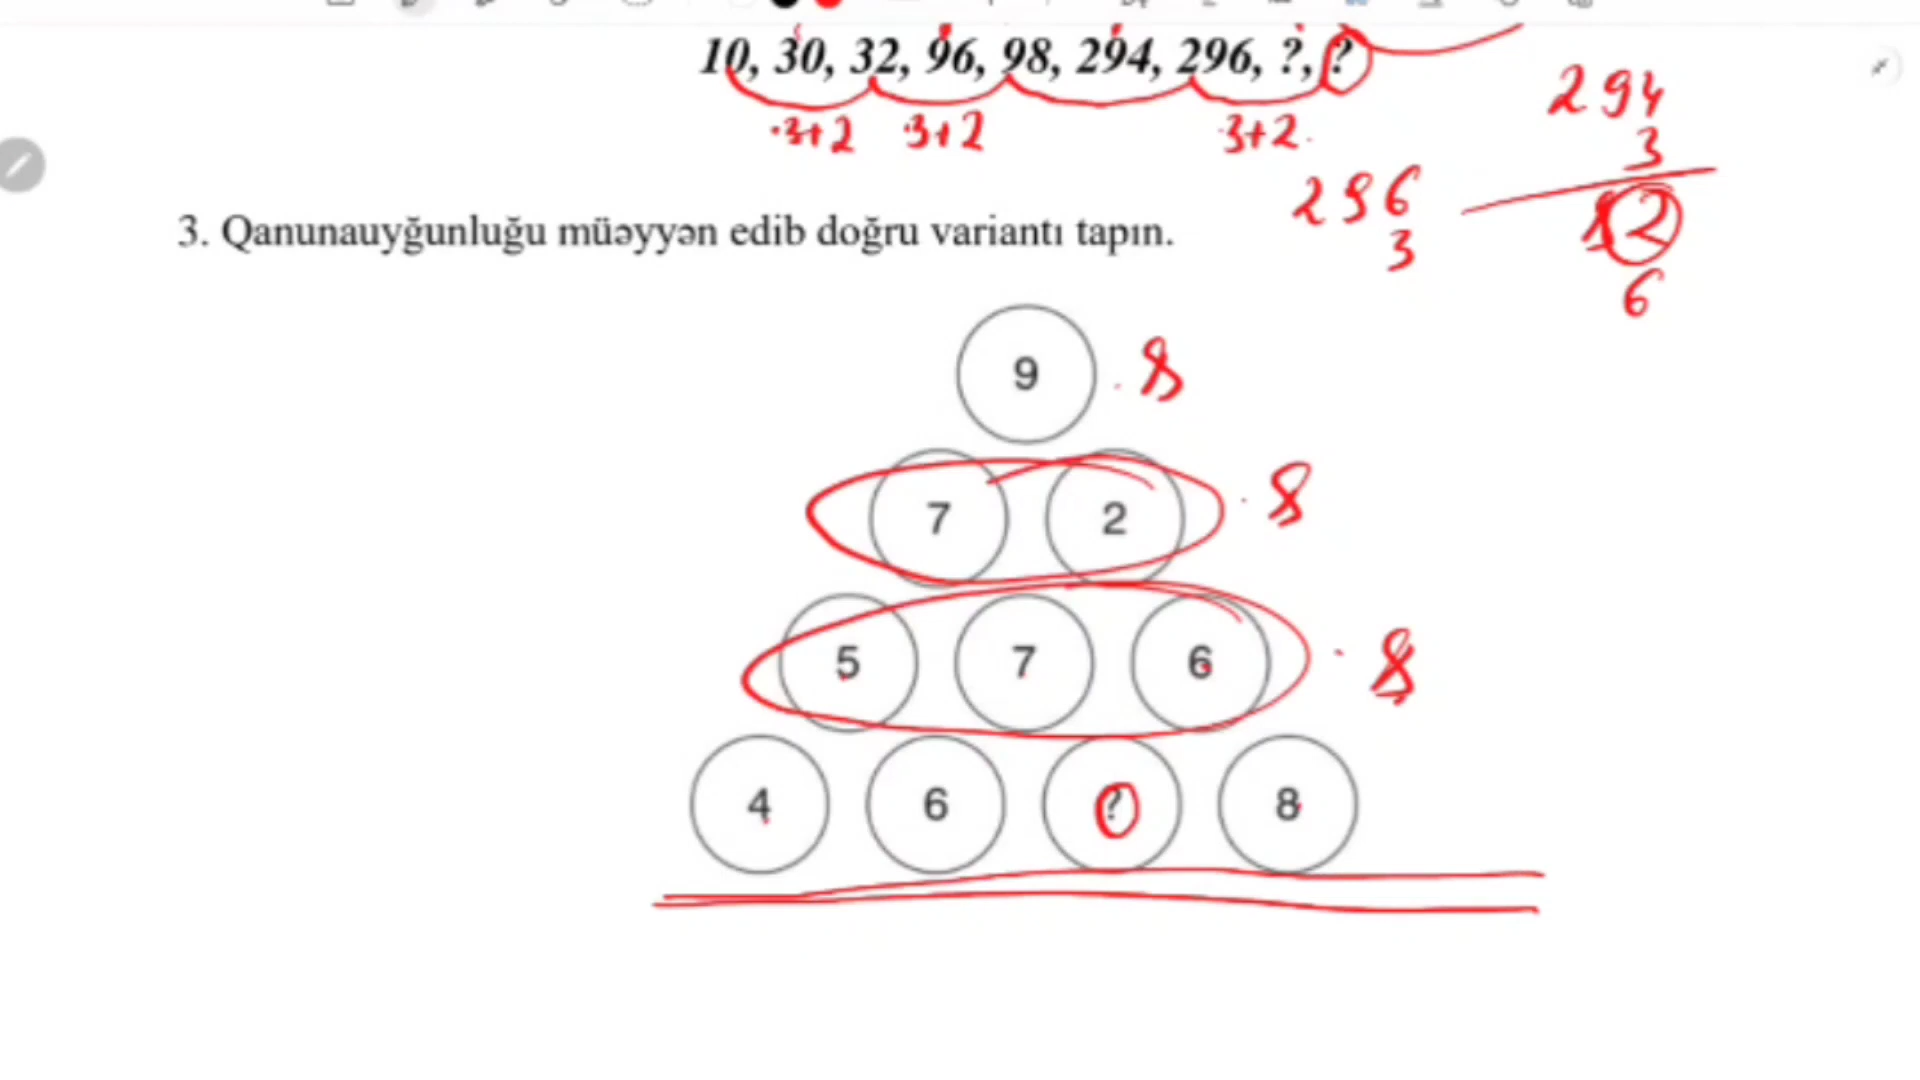 10, 30, 32, 96, 98, 294, 296, ?, ?
·3+2 ·3+2 ·3+2
294
3
296
3
12
6
3. Qanunauyğunluğu müəyyən edib doğru variantı tapın.
9 · 8
7 2 · 8
5 7 6 · 8
4 6 ? 8